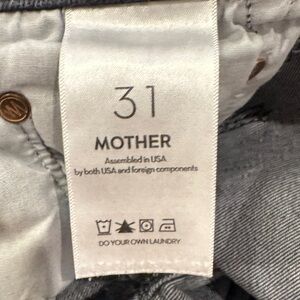 31
MOTHER
Assembled in USA
by both USA and foreign components
DO YOUR OWN LAUNDRY